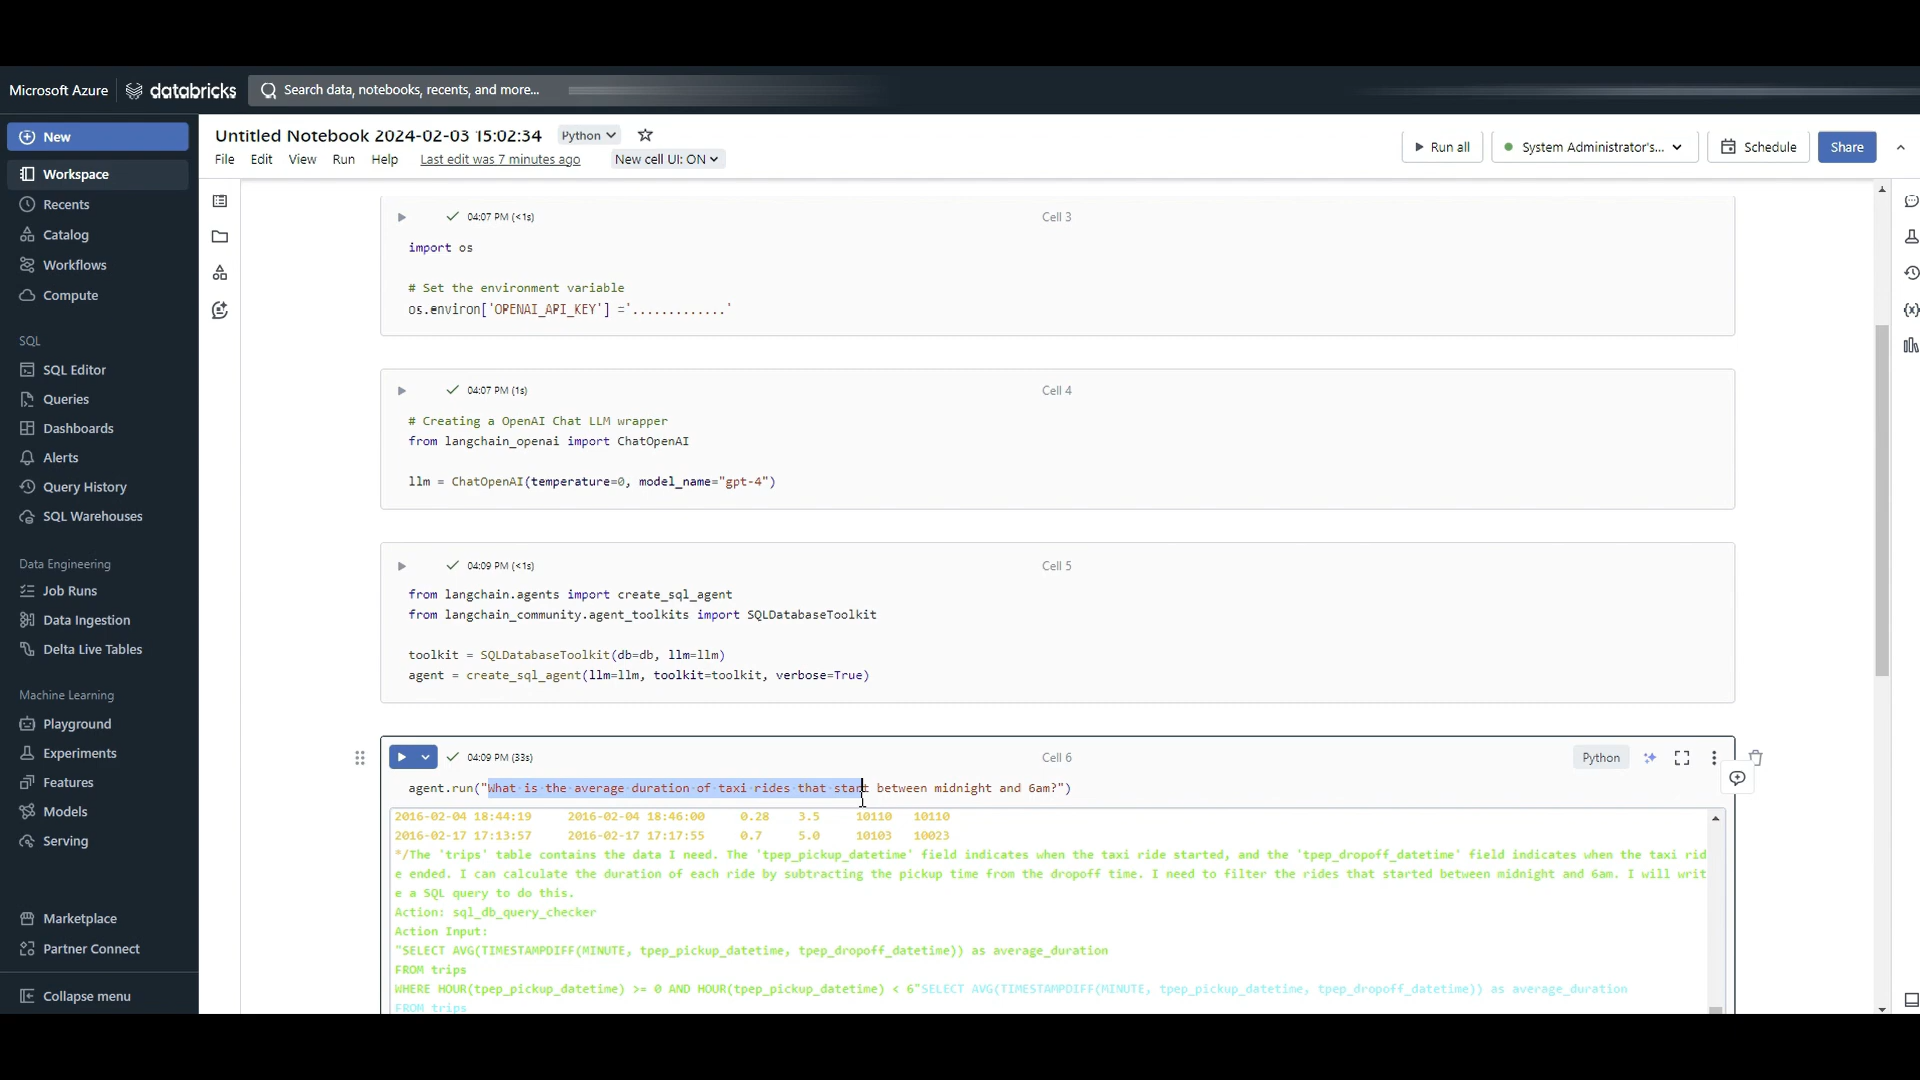 Microsoft Azure databricks Search data, notebooks, recents, and more...
New
Workspace
Recents
Catalog
Workflows
Compute
SQL
SQL Editor
Queries
Dashboards
Alerts
Query History
SQL Warehouses
Data Engineering
Job Runs
Data Ingestion
Delta Live Tables
Machine Learning
Playground
Experiments
Features
Models
Serving
Marketplace
Partner Connect
Collapse menu
Untitled Notebook 2024-02-03 15:02:34 Python
File Edit View Run Help Last edit was 7 minutes ago New cell UI: ON
Run all System Administrator's... Schedule Share
04:07 PM (<1s) Cell 3
import os
# Set the environment variable
os.environ['OPENAI_API_KEY'] ='.............'
04:07 PM (1s) Cell 4
# Creating a OpenAI Chat LLM wrapper
from langchain_openai import ChatOpenAI
llm = ChatOpenAI(temperature=0, model_name="gpt-4")
04:09 PM (<1s) Cell 5
from langchain.agents import create_sql_agent
from langchain_community.agent_toolkits import SQLDatabaseToolkit
toolkit = SQLDatabaseToolkit(db=db, llm=llm)
agent = create_sql_agent(llm=llm, toolkit=toolkit, verbose=True)
04:09 PM (33s) Cell 6 Python
agent.run("What is the average duration of taxi rides that start between midnight and 6am?")
2016-02-04 18:44:19 2016-02-04 18:46:00 0.28 3.5 10110 10110
2016-02-17 17:13:57 2016-02-17 17:17:55 0.7 5.0 10103 10023
*/The 'trips' table contains the data I need. The 'tpep_pickup_datetime' field indicates when the taxi ride started, and the 'tpep_dropoff_datetime' field indicates when the taxi rid
e ended. I can calculate the duration of each ride by subtracting the pickup time from the dropoff time. I need to filter the rides that started between midnight and 6am. I will writ
e a SQL query to do this.
Action: sql_db_query_checker
Action Input:
"SELECT AVG(TIMESTAMPDIFF(MINUTE, tpep_pickup_datetime, tpep_dropoff_datetime)) as average_duration
FROM trips
WHERE HOUR(tpep_pickup_datetime) >= 0 AND HOUR(tpep_pickup_datetime) < 6"SELECT AVG(TIMESTAMPDIFF(MINUTE, tpep_pickup_datetime, tpep_dropoff_datetime)) as average_duration
FROM trips